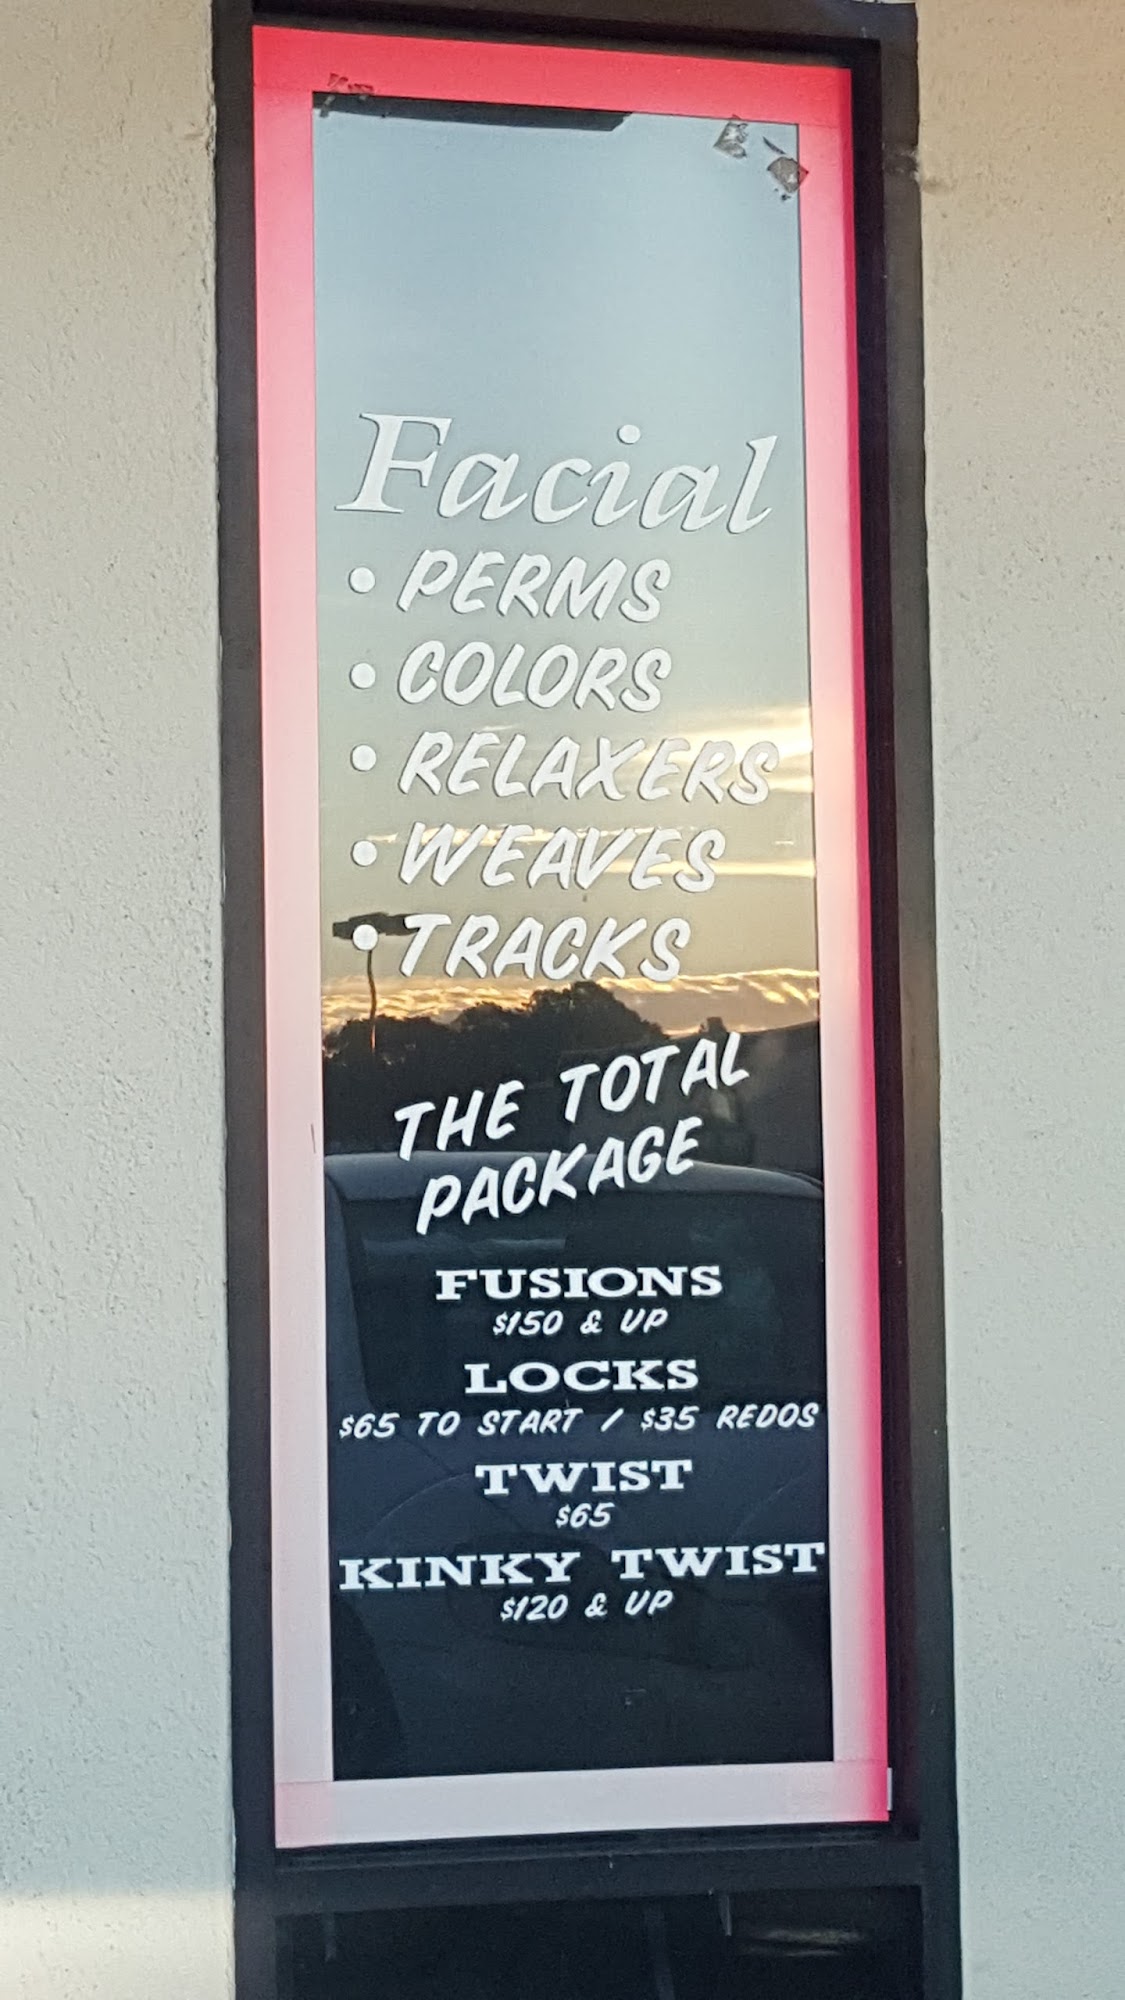 Facial
• PERMS
• COLORS
• RELAXERS
• WEAVES
• TRACKS
THE TOTAL
PACKAGE
FUSIONS
$150 & UP
LOCKS
$65 TO START / $35 REDOS
TWIST
$65
KINKY TWIST
$120 & UP